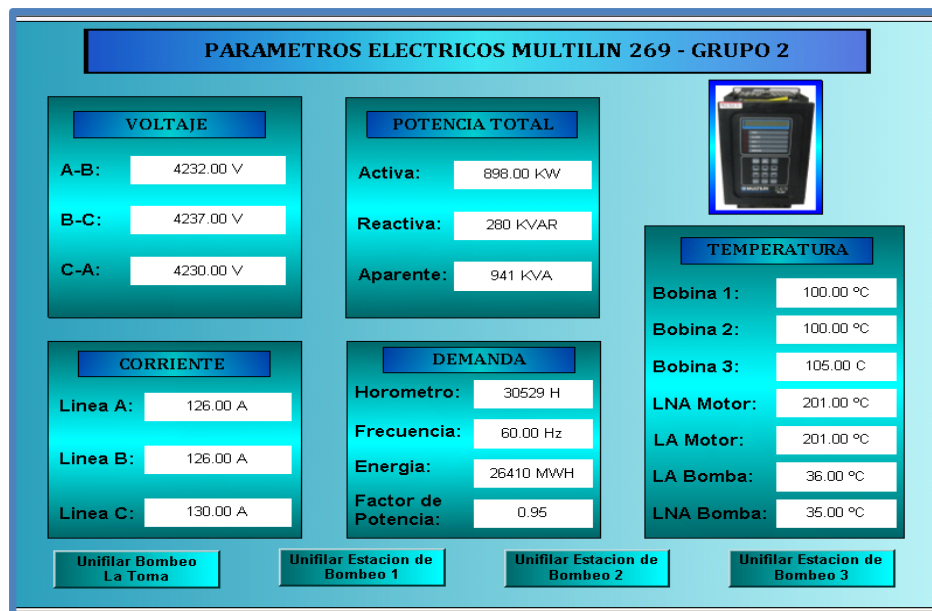 PARAMETROS ELECTRICOS MULTILIN 269 - GRUPO 2
VOLTAJE
A-B: 4232.00 V
B-C: 4237.00 V
C-A: 4230.00 V
POTENCIA TOTAL
Activa: 898.00 KW
Reactiva: 280 KVAR
Aparente: 941 KVA
MULTILIN
TEMPERATURA
Bobina 1: 100.00 ºC
Bobina 2: 100.00 ºC
Bobina 3: 105.00 C
LNA Motor: 201.00 ºC
LA Motor: 201.00 ºC
LA Bomba: 36.00 ºC
LNA Bomba: 35.00 ºC
CORRIENTE
Linea A: 126.00 A
Linea B: 126.00 A
Linea C: 130.00 A
DEMANDA
Horometro: 30529 H
Frecuencia: 60.00 Hz
Energia: 26410 MWH
Factor de
Potencia: 0.95
Unifilar Bombeo
La Toma
Unifilar Estacion de
Bombeo 1
Unifilar Estacion de
Bombeo 2
Unifilar Estacion de
Bombeo 3